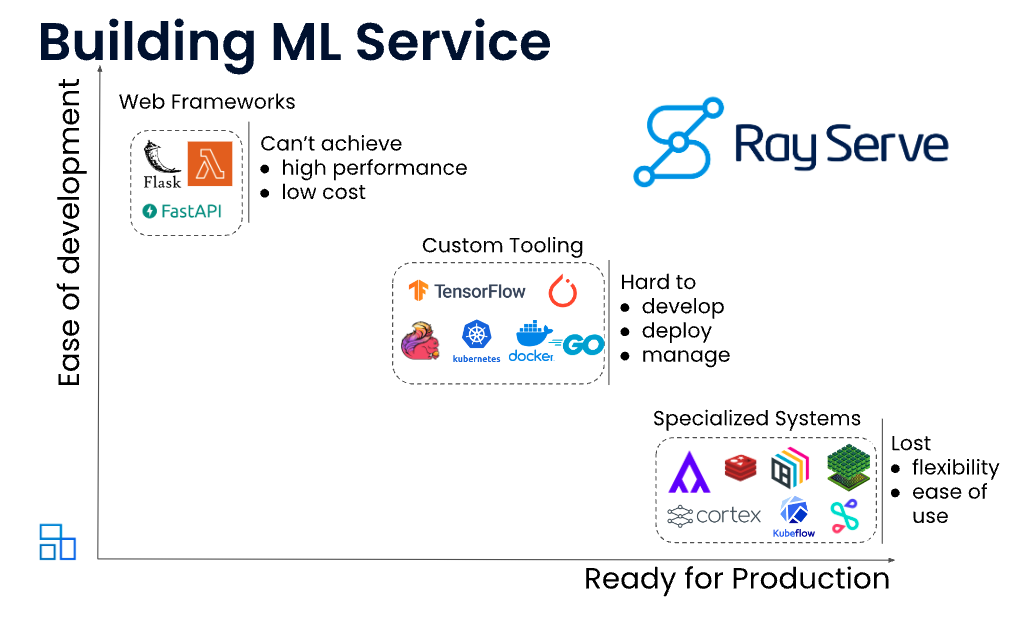 Building ML Service
Ease of development
Web Frameworks
Flask
FastAPI
Can't achieve
● high performance
● low cost
Ray Serve
Custom Tooling
TensorFlow
kubernetes
docker
GO
Hard to
● develop
● deploy
● manage
Specialized Systems
cortex
Kubeflow
Lost
● flexibility
● ease of
use
Ready for Production